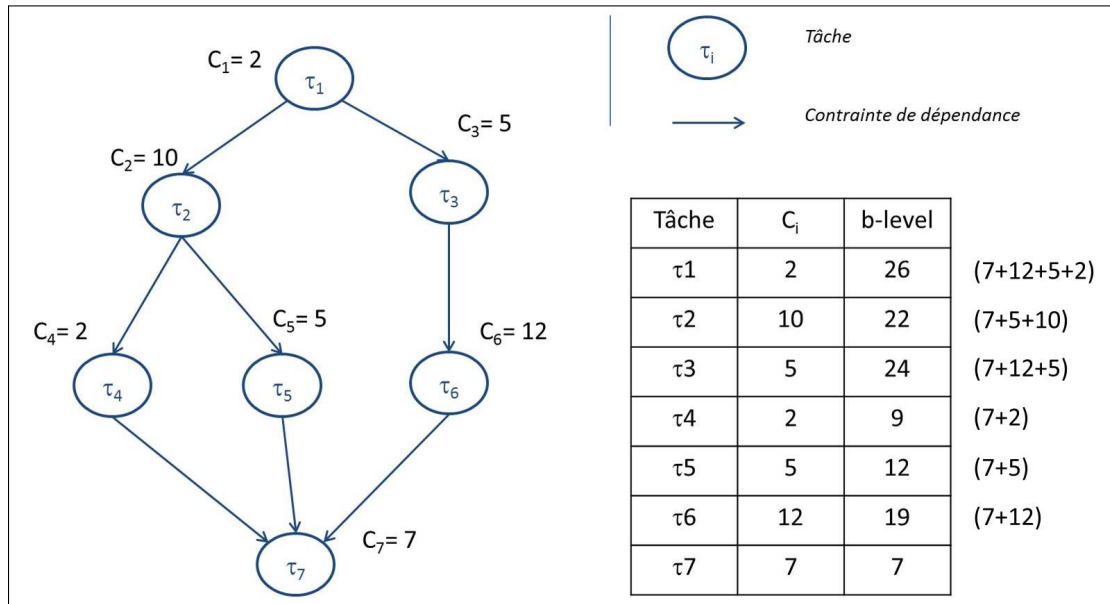 C₁= 2
τ₁
C₂= 10
C₃= 5
τ₂
τ₃
C₄= 2
C₅= 5
C₆= 12
τ₄
τ₅
τ₆
C₇= 7
τ₇
τᵢ
Tâche
Contrainte de dépendance
Tâche Cᵢ b-level
τ1 2 26 (7+12+5+2)
τ2 10 22 (7+5+10)
τ3 5 24 (7+12+5)
τ4 2 9 (7+2)
τ5 5 12 (7+5)
τ6 12 19 (7+12)
τ7 7 7